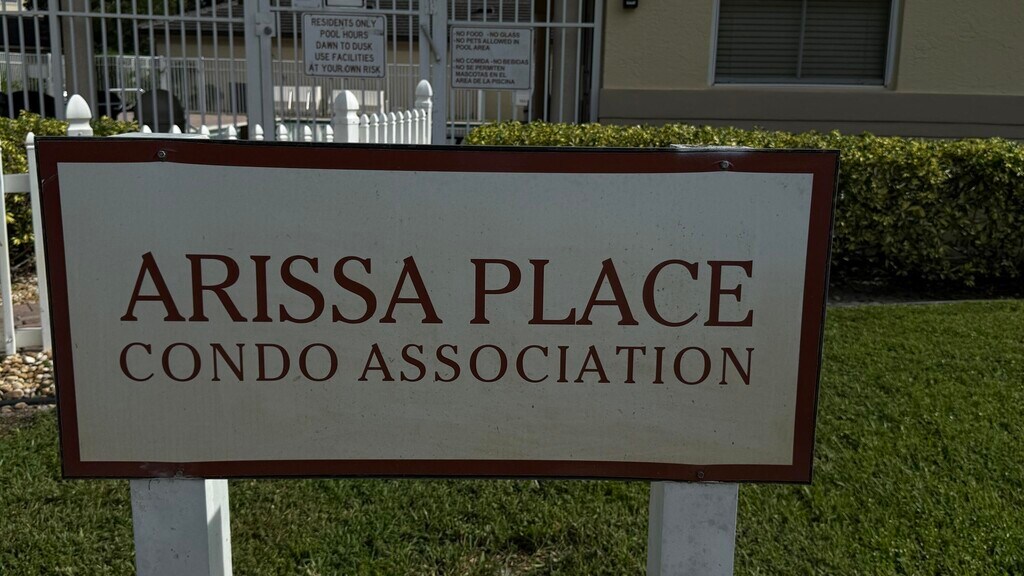 RESIDENTS ONLY
POOL HOURS
DAWN TO DUSK
USE FACILITIES
AT YOUR OWN RISK
-NO FOOD -NO GLASS
-NO PETS ALLOWED IN
POOL AREA
-NO COMIDA -NO BEBIDAS
-NO SE PERMITEN
MASCOTAS EN EL
AREA DE LA PISCINA
ARISSA PLACE
CONDO ASSOCIATION